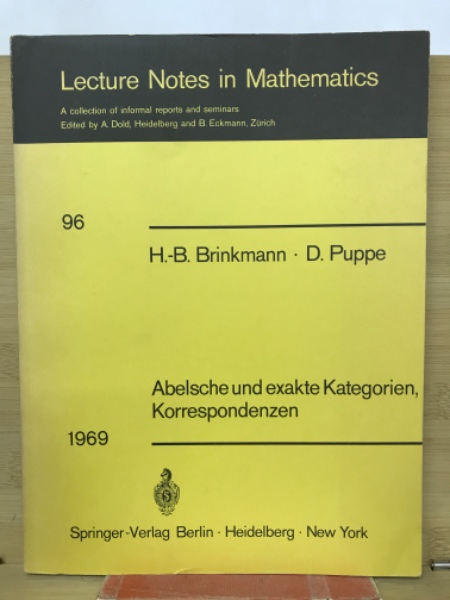 Lecture Notes in Mathematics
A collection of informal reports and seminars
Edited by A. Dold, Heidelberg and B. Eckmann, Zürich
96
H.-B. Brinkmann · D. Puppe
Abelsche und exakte Kategorien,
Korrespondenzen
1969
Springer-Verlag Berlin · Heidelberg · New York